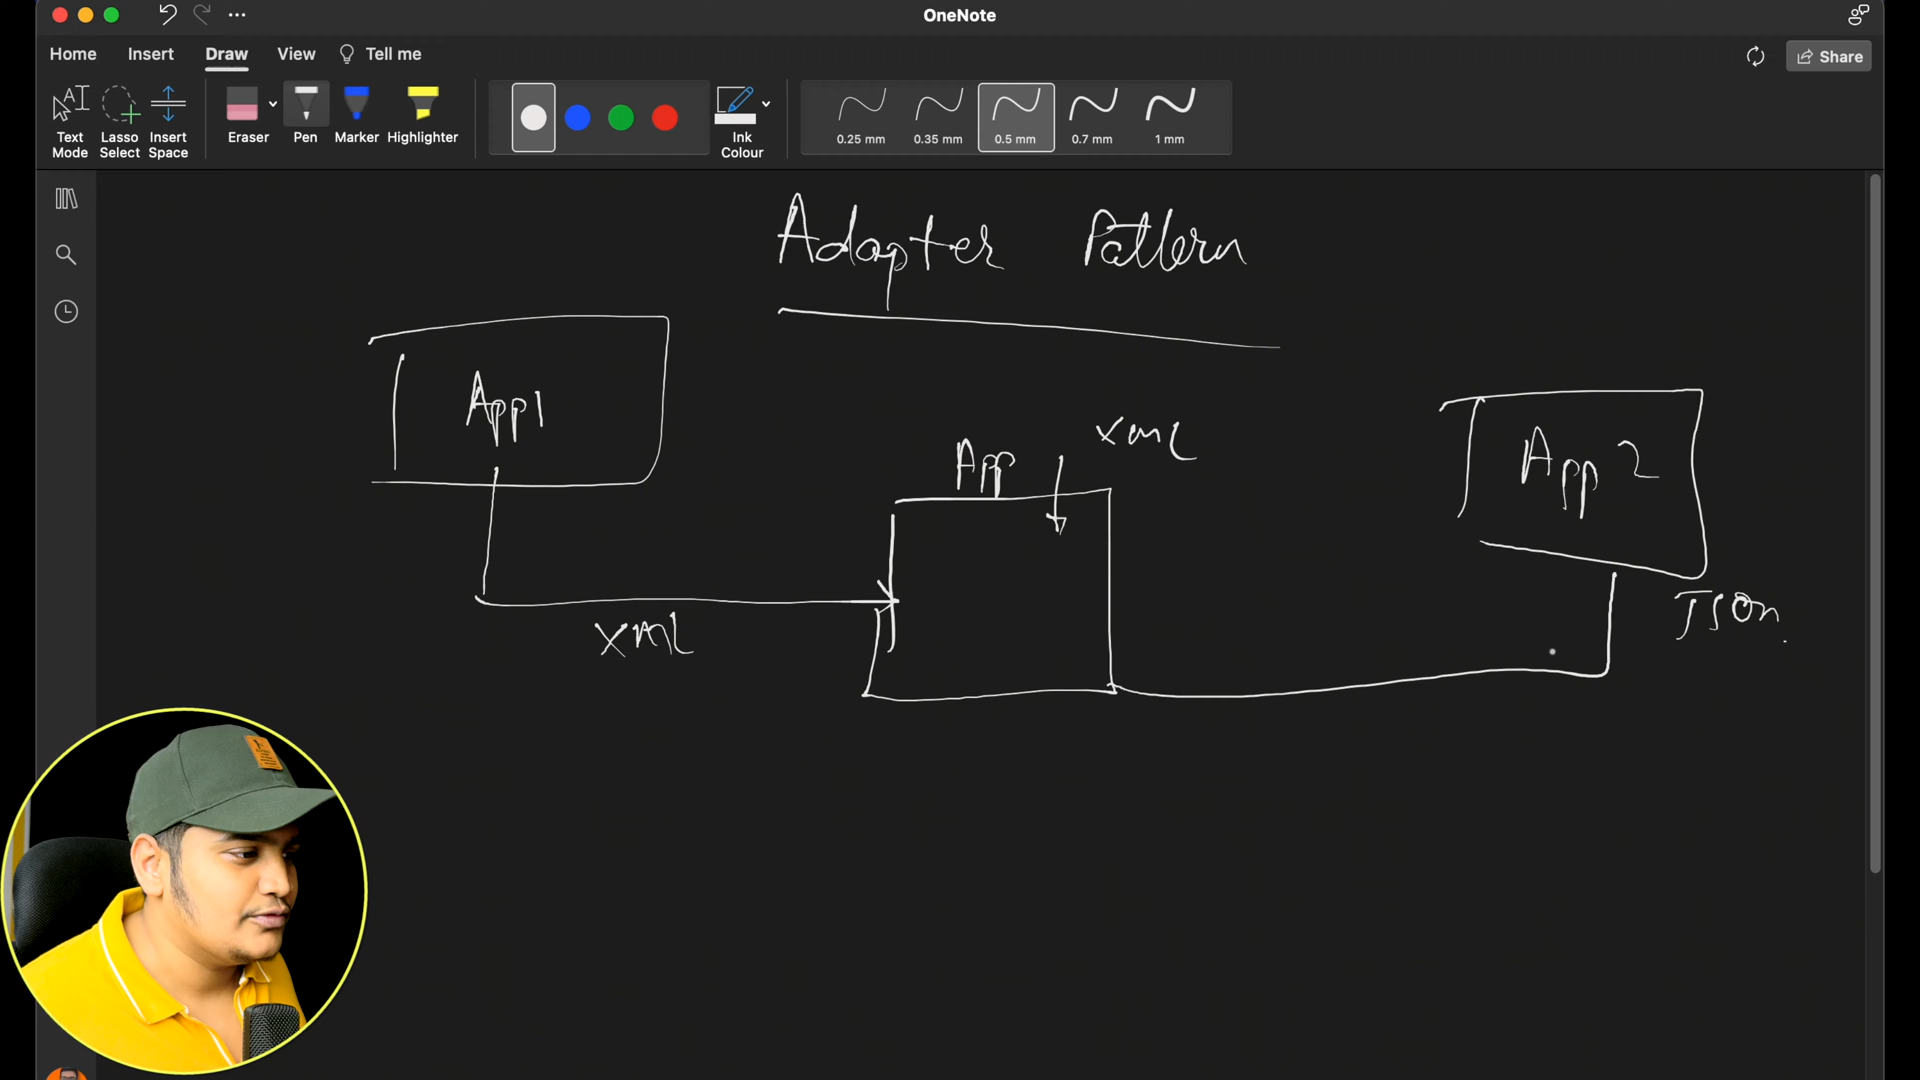 OneNote
Home Insert Draw View Tell me
Share
Text Mode
Lasso Select
Insert Space
Eraser
Pen
Marker
Highlighter
Ink Colour
0.25 mm
0.35 mm
0.5 mm
0.7 mm
1 mm
Adapter Pattern
App1
App
xml
App 2
xml
JSOn